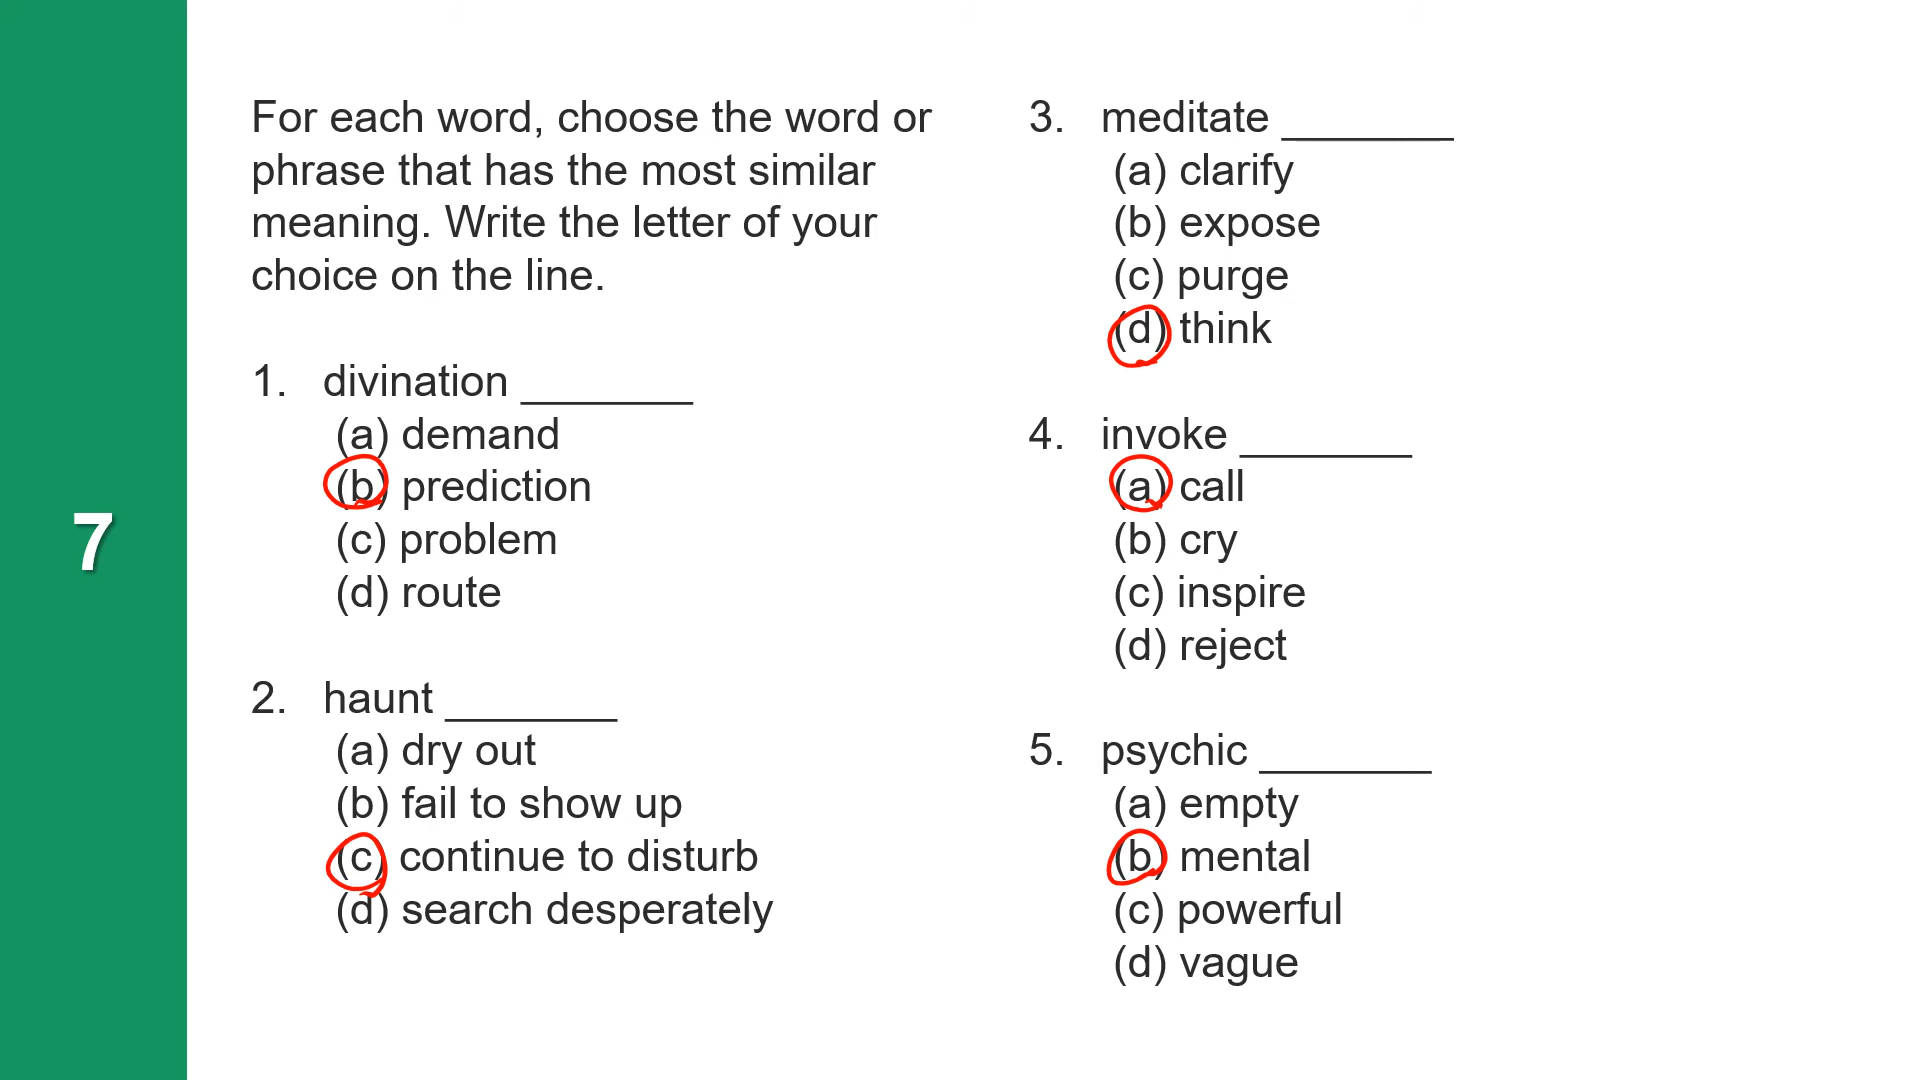 7
For each word, choose the word or
phrase that has the most similar
meaning. Write the letter of your
choice on the line.
1. divination _______
(a) demand
(b) prediction
(c) problem
(d) route
2. haunt _______
(a) dry out
(b) fail to show up
(c) continue to disturb
(d) search desperately
3. meditate _______
(a) clarify
(b) expose
(c) purge
(d) think
4. invoke _______
(a) call
(b) cry
(c) inspire
(d) reject
5. psychic _______
(a) empty
(b) mental
(c) powerful
(d) vague